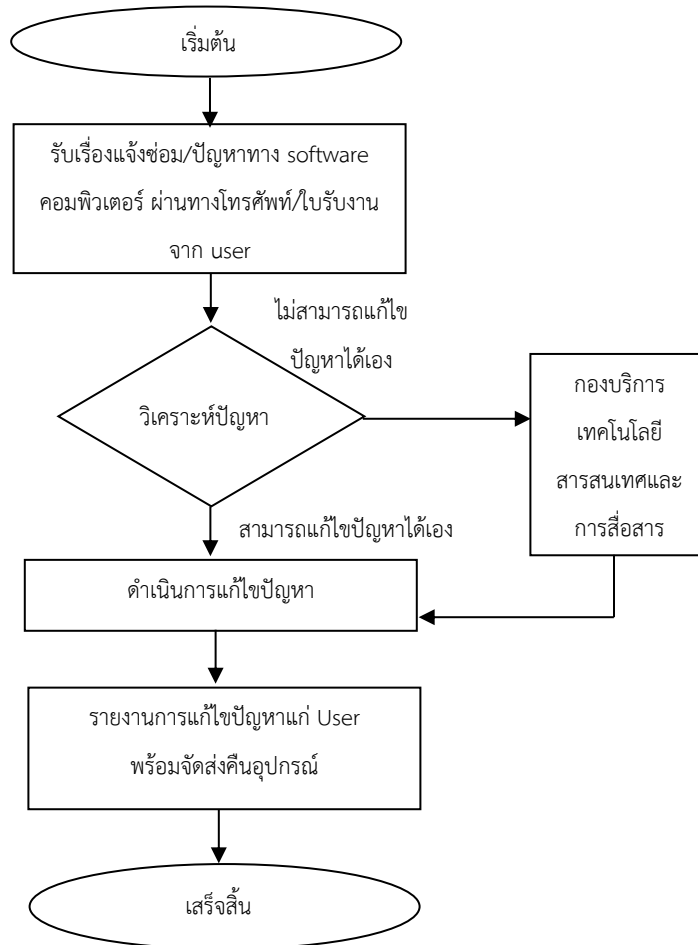 เริ่มต้น
รับเรื่องแจ้งซ่อม/ปัญหาทาง software
คอมพิวเตอร์ ผ่านทางโทรศัพท์/ใบรับงาน
จาก user
ไม่สามารถแก้ไข
ปัญหาได้เอง
วิเคราะห์ปัญหา
กองบริการ
เทคโนโลยี
สารสนเทศและ
การสื่อสาร
สามารถแก้ไขปัญหาได้เอง
ดำเนินการแก้ไขปัญหา
รายงานการแก้ไขปัญหาแก่ User
พร้อมจัดส่งคืนอุปกรณ์
เสร็จสิ้น